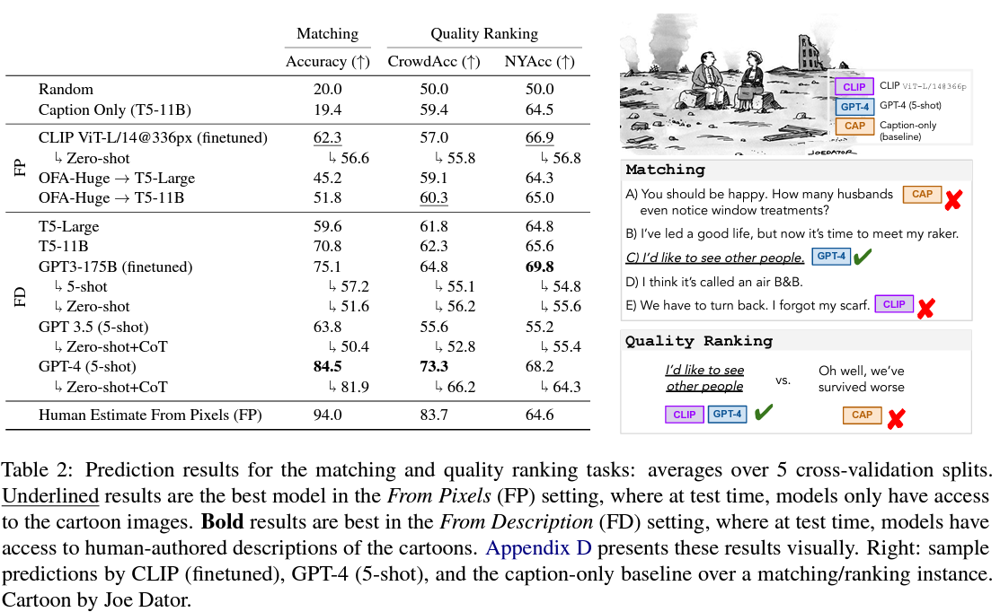 Matching Quality Ranking
Accuracy (↑) CrowdAcc (↑) NYAcc (↑)
Random 20.0 50.0 50.0
Caption Only (T5-11B) 19.4 59.4 64.5
FP
CLIP ViT-L/14@336px (finetuned) 62.3 57.0 66.9
↳ Zero-shot ↳ 56.6 ↳ 55.8 ↳ 56.8
OFA-Huge → T5-Large 45.2 59.1 64.3
OFA-Huge → T5-11B 51.8 60.3 65.0
FD
T5-Large 59.6 61.8 64.8
T5-11B 70.8 62.3 65.6
GPT3-175B (finetuned) 75.1 64.8 69.8
↳ 5-shot ↳ 57.2 ↳ 55.1 ↳ 54.8
↳ Zero-shot ↳ 51.6 ↳ 56.2 ↳ 55.6
GPT 3.5 (5-shot) 63.8 55.6 55.2
↳ Zero-shot+CoT ↳ 50.4 ↳ 52.8 ↳ 55.4
GPT-4 (5-shot) 84.5 73.3 68.2
↳ Zero-shot+CoT ↳ 81.9 ↳ 66.2 ↳ 64.3
Human Estimate From Pixels (FP) 94.0 83.7 64.6
CLIP CLIP ViT-L/14@366p
GPT-4 GPT-4 (5-shot)
CAP Caption-only
(baseline)
JOEDATOR
Matching
A) You should be happy. How many husbands CAP ✘
even notice window treatments?
B) I've led a good life, but now it's time to meet my raker.
C) I'd like to see other people. GPT-4 ✔
D) I think it's called an air B&B.
E) We have to turn back. I forgot my scarf. CLIP ✘
Quality Ranking
I'd like to see
other people
vs.
Oh well, we've
survived worse
CLIP GPT-4 ✔ CAP ✘
Table 2: Prediction results for the matching and quality ranking tasks: averages over 5 cross-validation splits.
Underlined results are the best model in the From Pixels (FP) setting, where at test time, models only have access
to the cartoon images. Bold results are best in the From Description (FD) setting, where at test time, models have
access to human-authored descriptions of the cartoons. Appendix D presents these results visually. Right: sample
predictions by CLIP (finetuned), GPT-4 (5-shot), and the caption-only baseline over a matching/ranking instance.
Cartoon by Joe Dator.